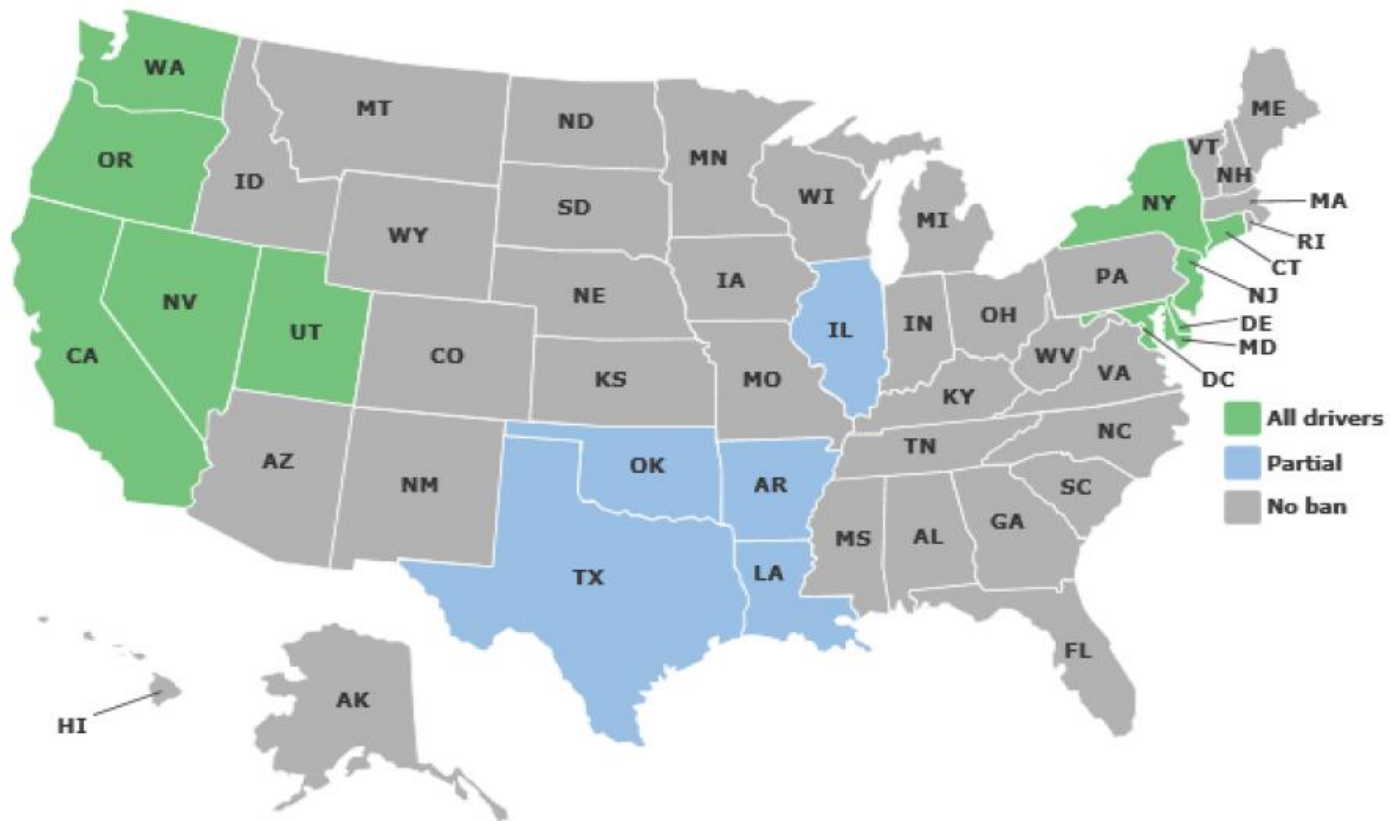 WA
MT
ND
MN
ME
OR
ID
SD
WI
MI
VT
NH
NY
MA
RI
CT
WY
IA
PA
NJ
NE
NV
UT
CO
IL
IN
OH
DE
MD
CA
KS
MO
WV
VA
DC
KY
AZ
NM
OK
AR
TN
NC
SC
MS
AL
GA
TX
LA
FL
AK
HI
All drivers
Partial
No ban